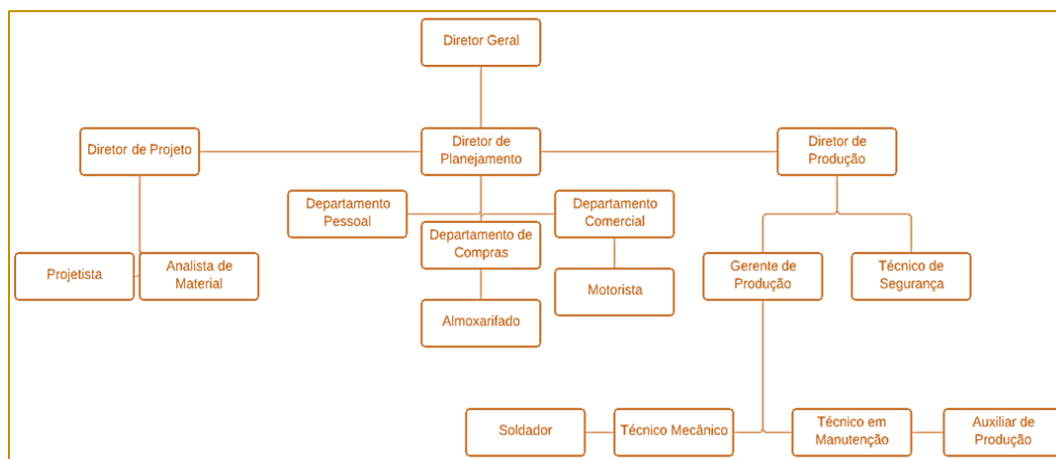 Diretor Geral
Diretor de Projeto
Diretor de
Planejamento
Diretor de
Produção
Departamento
Pessoal
Departamento de
Compras
Departamento
Comercial
Projetista
Analista de
Material
Almoxarifado
Motorista
Gerente de
Produção
Técnico de
Segurança
Soldador
Técnico Mecânico
Técnico em
Manutenção
Auxiliar de
Produção